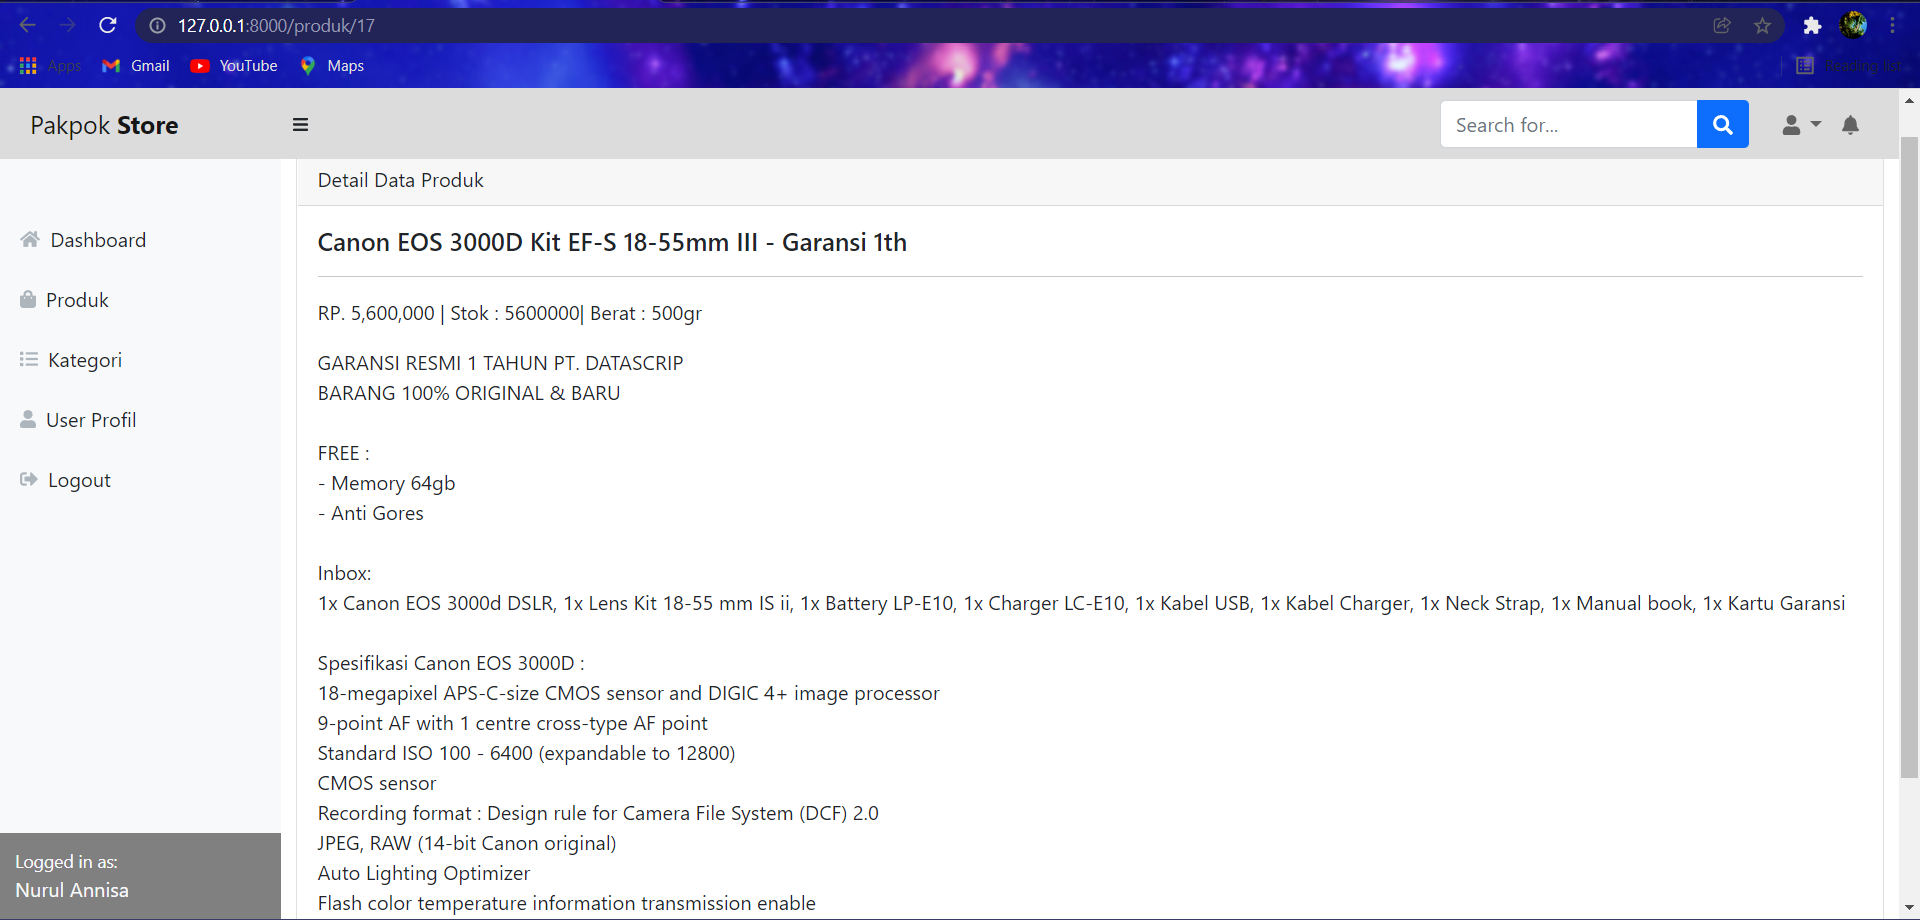 127.0.0.1:8000/produk/17
Apps Gmail YouTube Maps Reading list
Pakpok Store Search for...
Detail Data Produk
Dashboard
Produk
Kategori
User Profil
Logout
Canon EOS 3000D Kit EF-S 18-55mm III - Garansi 1th
RP. 5,600,000 | Stok : 5600000| Berat : 500gr
GARANSI RESMI 1 TAHUN PT. DATASCRIP
BARANG 100% ORIGINAL & BARU
FREE :
- Memory 64gb
- Anti Gores
Inbox:
1x Canon EOS 3000d DSLR, 1x Lens Kit 18-55 mm IS ii, 1x Battery LP-E10, 1x Charger LC-E10, 1x Kabel USB, 1x Kabel Charger, 1x Neck Strap, 1x Manual book, 1x Kartu Garansi
Spesifikasi Canon EOS 3000D :
18-megapixel APS-C-size CMOS sensor and DIGIC 4+ image processor
9-point AF with 1 centre cross-type AF point
Standard ISO 100 - 6400 (expandable to 12800)
CMOS sensor
Recording format : Design rule for Camera File System (DCF) 2.0
JPEG, RAW (14-bit Canon original)
Auto Lighting Optimizer
Flash color temperature information transmission enable
Logged in as:
Nurul Annisa